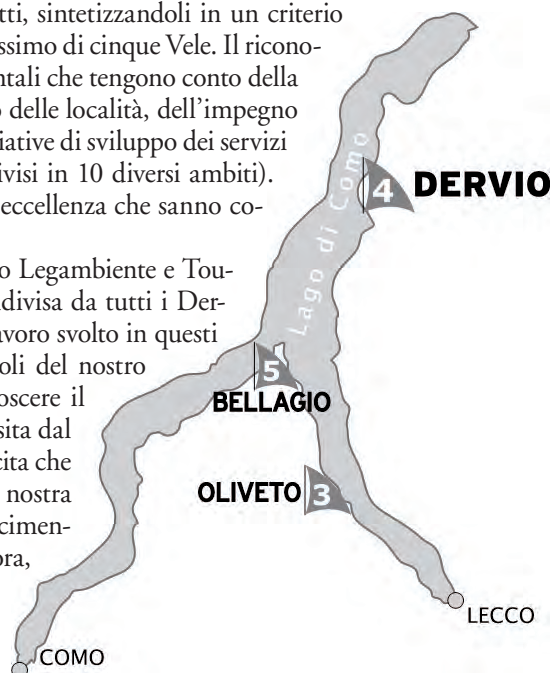 tti, sintetizzandoli in un criterio
ssimo di cinque Vele. Il ricono-
ntali che tengono conto della
o delle località, dell'impegno
iative di sviluppo dei servizi
ivisi in 10 diversi ambiti).
eccellenza che sanno co-
o Legambiente e Tou-
ndivisa da tutti i Der-
avoro svolto in questi
oli del nostro
oscere il
sita dal
cita che
nostra
cimen-
ora,
Lago di Como
4 DERVIO
5
BELLAGIO
OLIVETO 3
LECCO
COMO